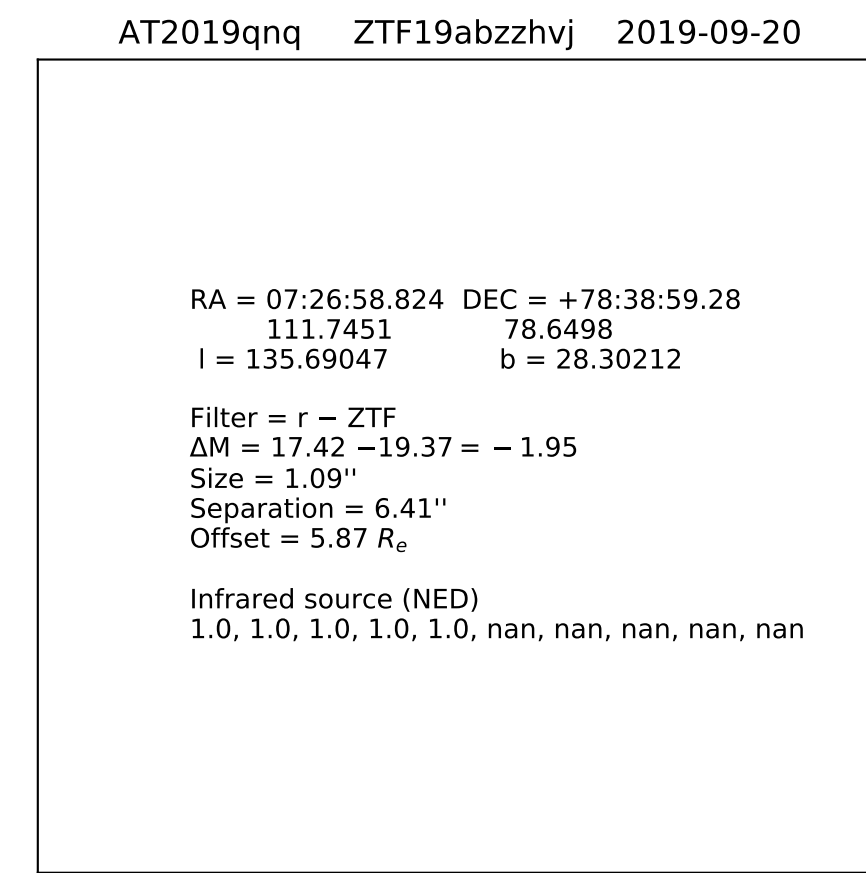 AT2019qnq ZTF19abzzhvj 2019-09-20
RA = 07:26:58.824 DEC = +78:38:59.28
111.7451 78.6498
l = 135.69047 b = 28.30212
Filter = r − ZTF
ΔM = 17.42 −19.37 = − 1.95
Size = 1.09''
Separation = 6.41''
Offset = 5.87 Rₑ
Infrared source (NED)
1.0, 1.0, 1.0, 1.0, 1.0, nan, nan, nan, nan, nan